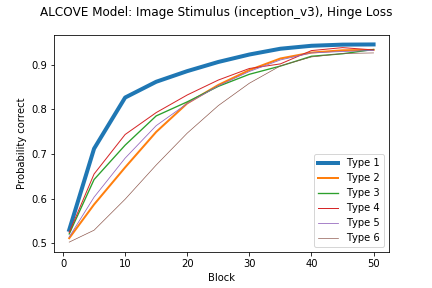 ALCOVE Model: Image Stimulus (inception_v3), Hinge Loss
Probability correct
0.9
0.8
0.7
0.6
0.5
Type 1
Type 2
Type 3
Type 4
Type 5
Type 6
0 10 20 30 40 50
Block